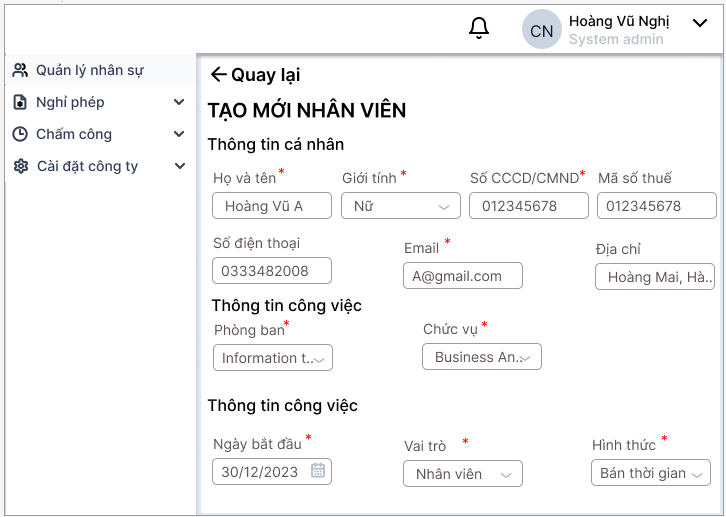 Hoàng Vũ Nghị
CN
System admin
Quản lý nhân sự
Nghỉ phép
Chấm công
Cài đặt công ty
Quay lại
TẠO MỚI NHÂN VIÊN
Thông tin cá nhân
Họ và tên * Giới tính * Số CCCD/CMND * Mã số thuế
Hoàng Vũ A Nữ 012345678 012345678
Số điện thoại Email * Địa chỉ
0333482008 A@gmail.com Hoàng Mai, Hà..
Thông tin công việc
Phòng ban * Chức vụ *
Information t.. Business An..
Thông tin công việc
Ngày bắt đầu * Vai trò * Hình thức *
30/12/2023 Nhân viên Bán thời gian